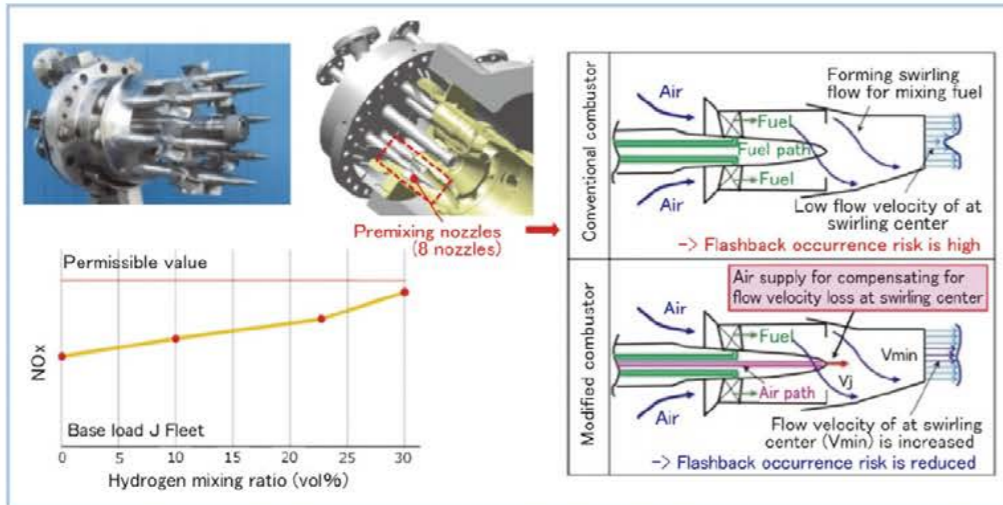 Premixing nozzles
(8 nozzles)
Permissible value
NOx
Base load J Fleet
0
5
10
15
20
25
30
Hydrogen mixing ratio (vol%)
Conventional combustor
Air
Fuel
Fuel path
Fuel
Air
Forming swirling
flow for mixing fuel
Low flow velocity of at
swirling center
-> Flashback occurrence risk is high
Modified combustor
Air supply for compensating for
flow velocity loss at swirling center
Air
Fuel
Vmin
Vj
Air path
Air
Flow velocity of at swirling
center (Vmin) is increased
-> Flashback occurrence risk is reduced